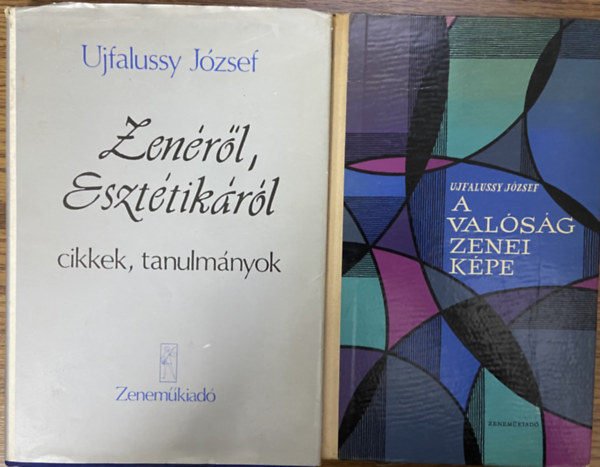 Ujfalussy József
Zenéről,
Esztétikáról
cikkek, tanulmányok
Zeneműkiadó
UJFALUSSY JÓZSEF
A
VALÓSÁG
ZENEI
KÉPE
ZENEMŰKIADÓ